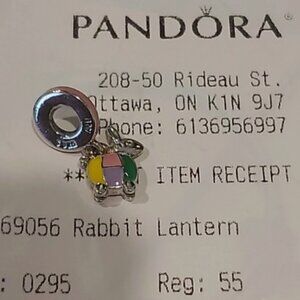 PANDORA
208-50 Rideau St.
Ottawa, ON K1N 9J7
Phone: 6136956997
** ITEM RECEIPT
69056 Rabbit Lantern
: 0295 Reg: 55